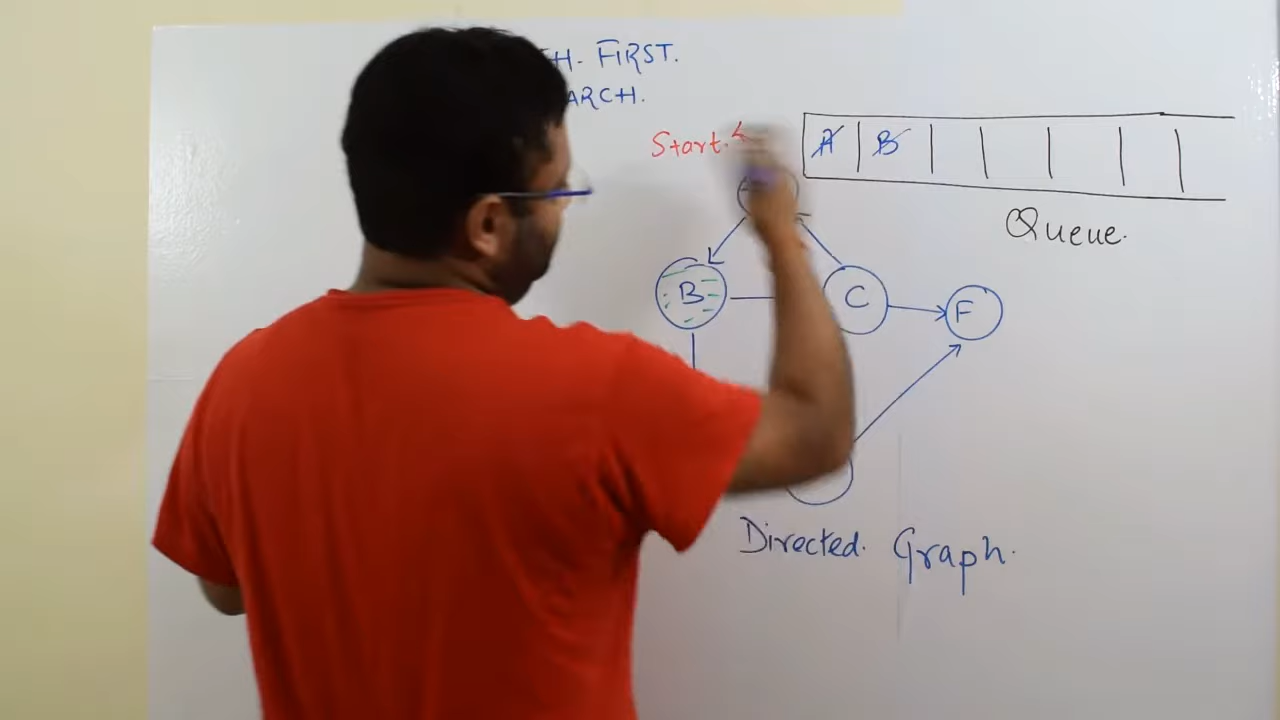 H- FIRST.
ARCH.
Start.
A B
Queue.
B C F
Directed. Graph.